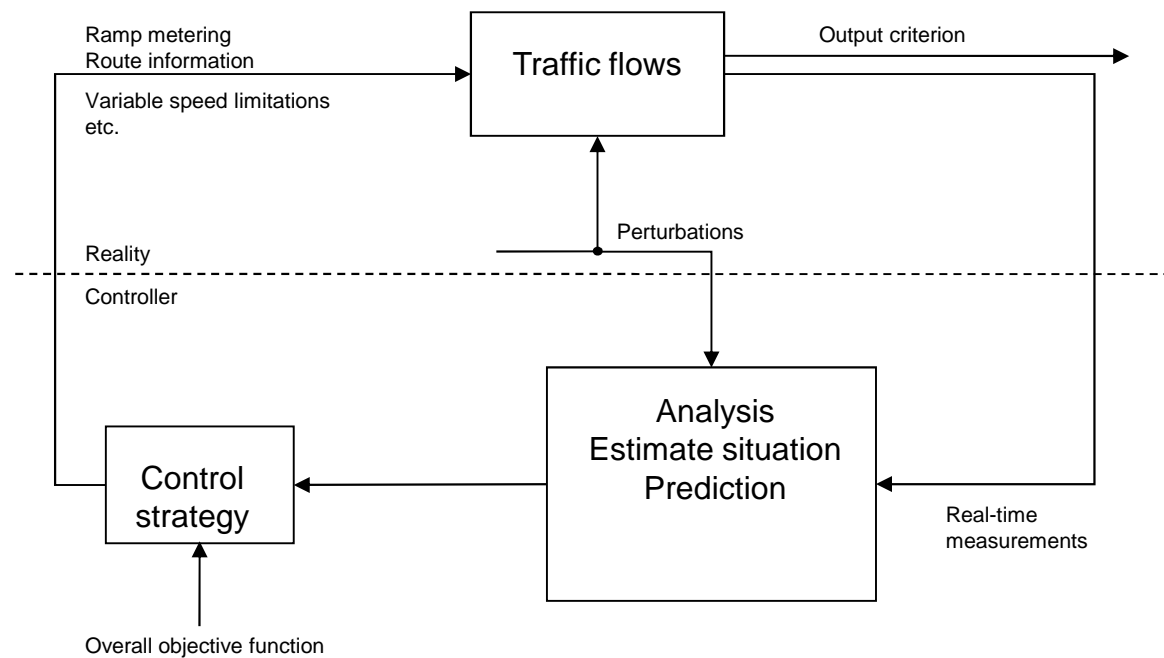 Ramp metering
Route information
Variable speed limitations
etc.
Traffic flows
Output criterion
Perturbations
Reality
Controller
Analysis
Estimate situation
Prediction
Control
strategy
Real-time
measurements
Overall objective function